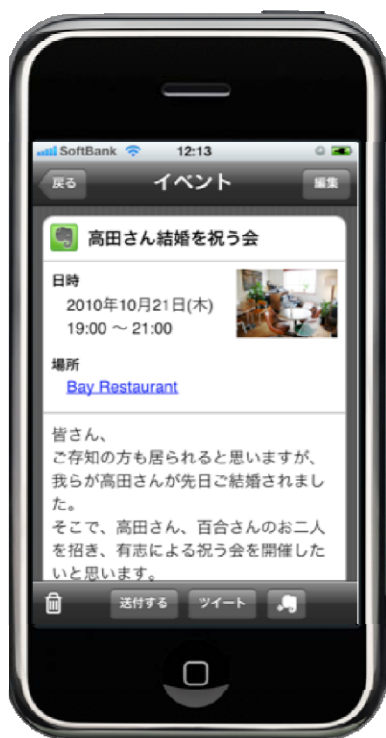 SoftBank 12:13
戻る イベント 編集
高田さん結婚を祝う会
日時
2010年10月21日(木)
19:00 ～ 21:00
場所
Bay Restaurant
皆さん、
ご存知の方も居られると思いますが、
我らが高田さんが先日ご結婚されまし
た。
そこで、高田さん、百合さんのお二人
を招き、有志による祝う会を開催した
いと思います。
送付する ツイート